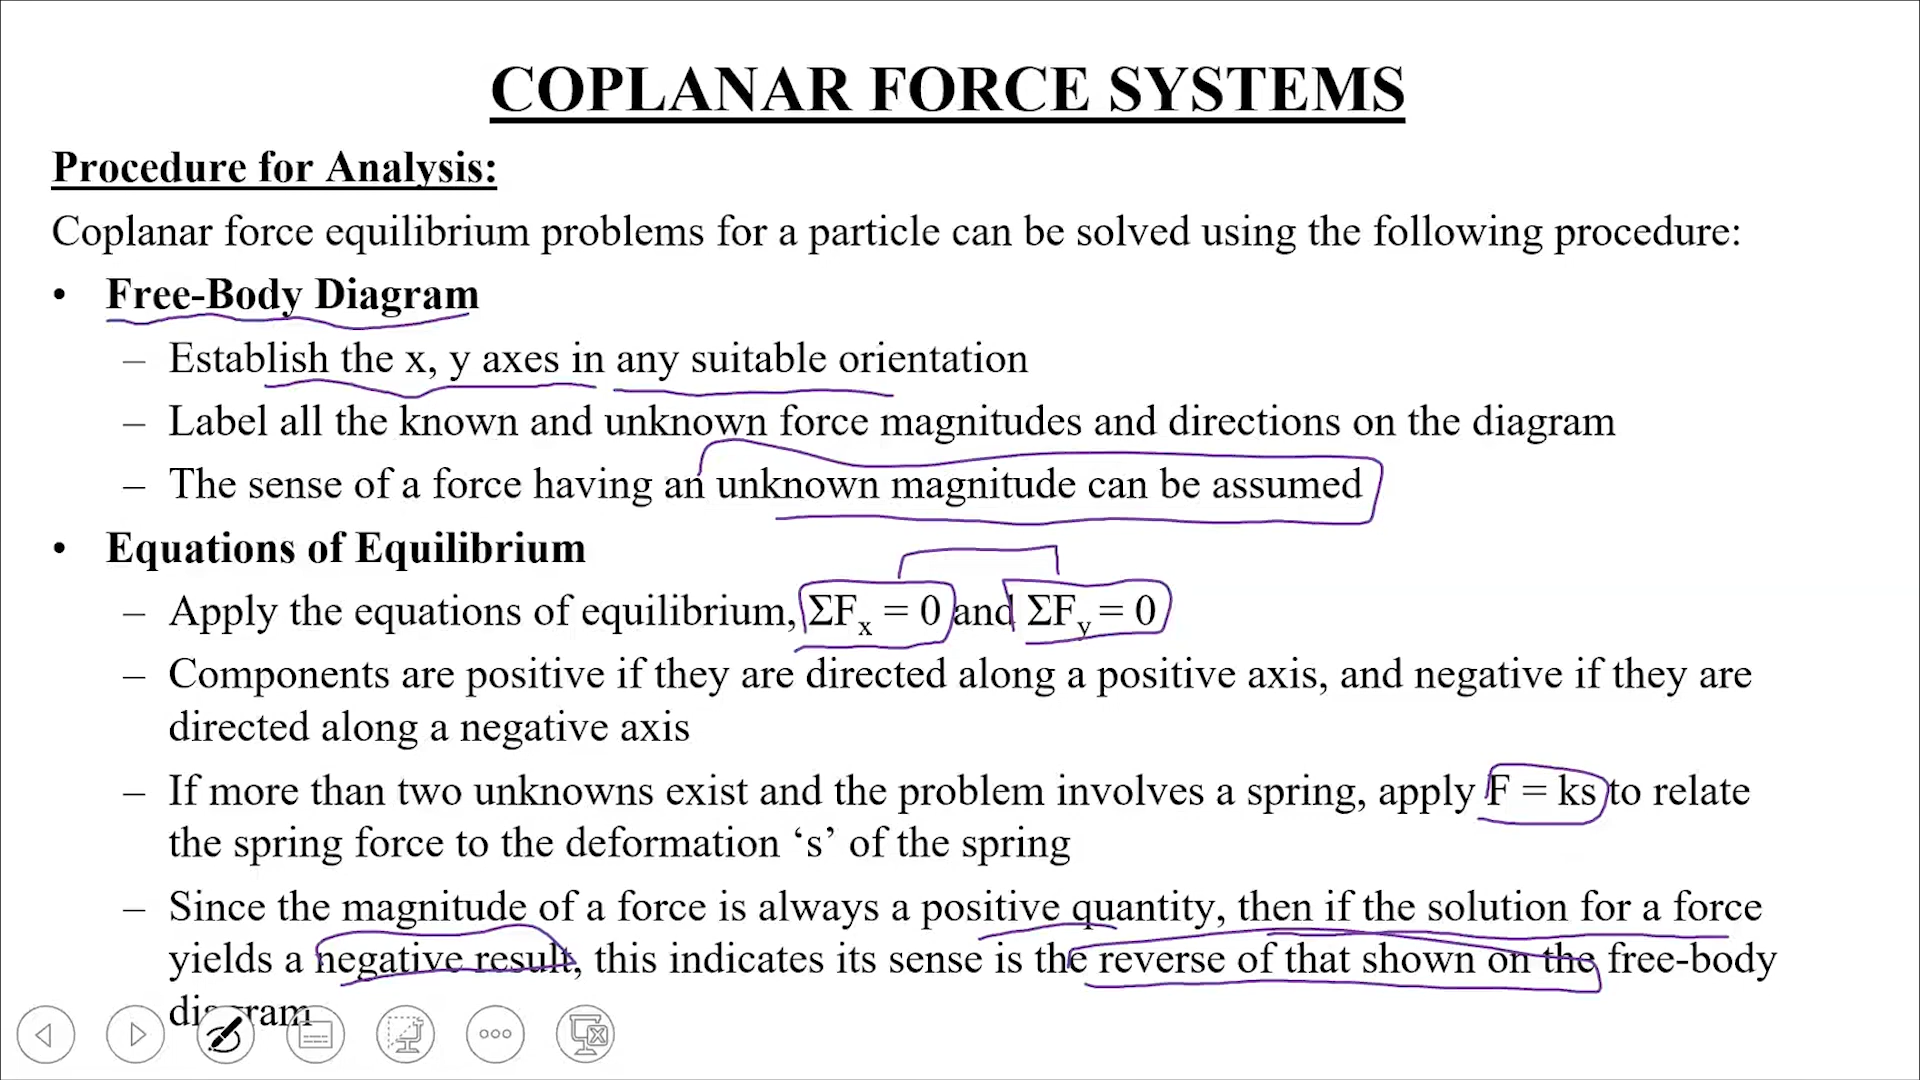 COPLANAR FORCE SYSTEMS
Procedure for Analysis:
Coplanar force equilibrium problems for a particle can be solved using the following procedure:
• Free-Body Diagram
– Establish the x, y axes in any suitable orientation
– Label all the known and unknown force magnitudes and directions on the diagram
– The sense of a force having an unknown magnitude can be assumed
• Equations of Equilibrium
– Apply the equations of equilibrium, ΣFx = 0 and ΣFy = 0
– Components are positive if they are directed along a positive axis, and negative if they are
directed along a negative axis
– If more than two unknowns exist and the problem involves a spring, apply F = ks to relate
the spring force to the deformation ‘s’ of the spring
– Since the magnitude of a force is always a positive quantity, then if the solution for a force
yields a negative result, this indicates its sense is the reverse of that shown on the free-body
diagram